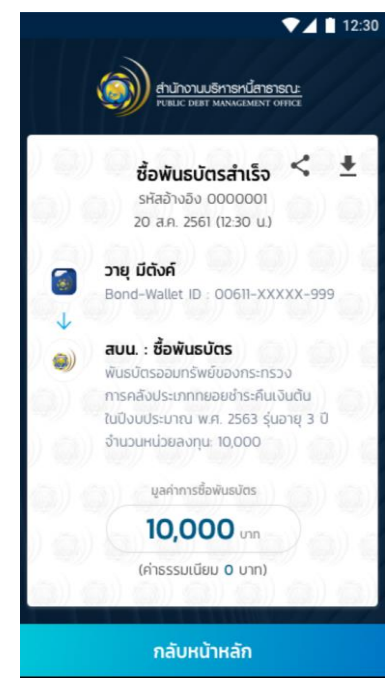 12:30
สำนักงานบริหารหนี้สาธารณะ
PUBLIC DEBT MANAGEMENT OFFICE
ซื้อพันธบัตรสำเร็จ
รหัสอ้างอิง 0000001
20 ส.ค. 2561 (12:30 น.)
วายุ มีตังค์
Bond-Wallet ID : 00611-XXXXX-999
สบน. : ซื้อพันธบัตร
พันธบัตรออมทรัพย์ของกระทรวง
การคลังประเภททยอยชำระคืนเงินต้น
ในปีงบประมาณ พ.ศ. 2563 รุ่นอายุ 3 ปี
จำนวนหน่วยลงทุน: 10,000
มูลค่าการซื้อพันธบัตร
10,000 บาท
(ค่าธรรมเนียม 0 บาท)
กลับหน้าหลัก